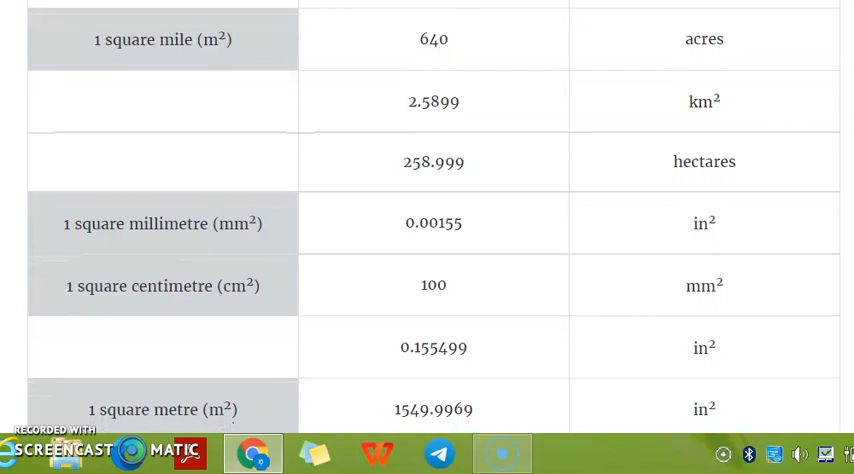 1 square mile (m²) 640 acres
2.5899 km²
258.999 hectares
1 square millimetre (mm²) 0.00155 in²
1 square centimetre (cm²) 100 mm²
0.155499 in²
1 square metre (m²) 1549.9969 in²
RECORDED WITH
SCREENCAST MATIC